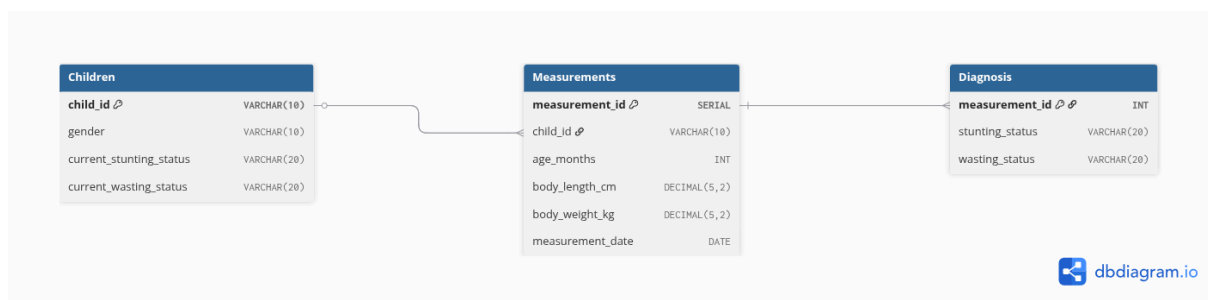 Children
child_id VARCHAR(10)
gender VARCHAR(10)
current_stunting_status VARCHAR(20)
current_wasting_status VARCHAR(20)
Measurements
measurement_id SERIAL
child_id VARCHAR(10)
age_months INT
body_length_cm DECIMAL(5,2)
body_weight_kg DECIMAL(5,2)
measurement_date DATE
Diagnosis
measurement_id INT
stunting_status VARCHAR(20)
wasting_status VARCHAR(20)
dbdiagram.io